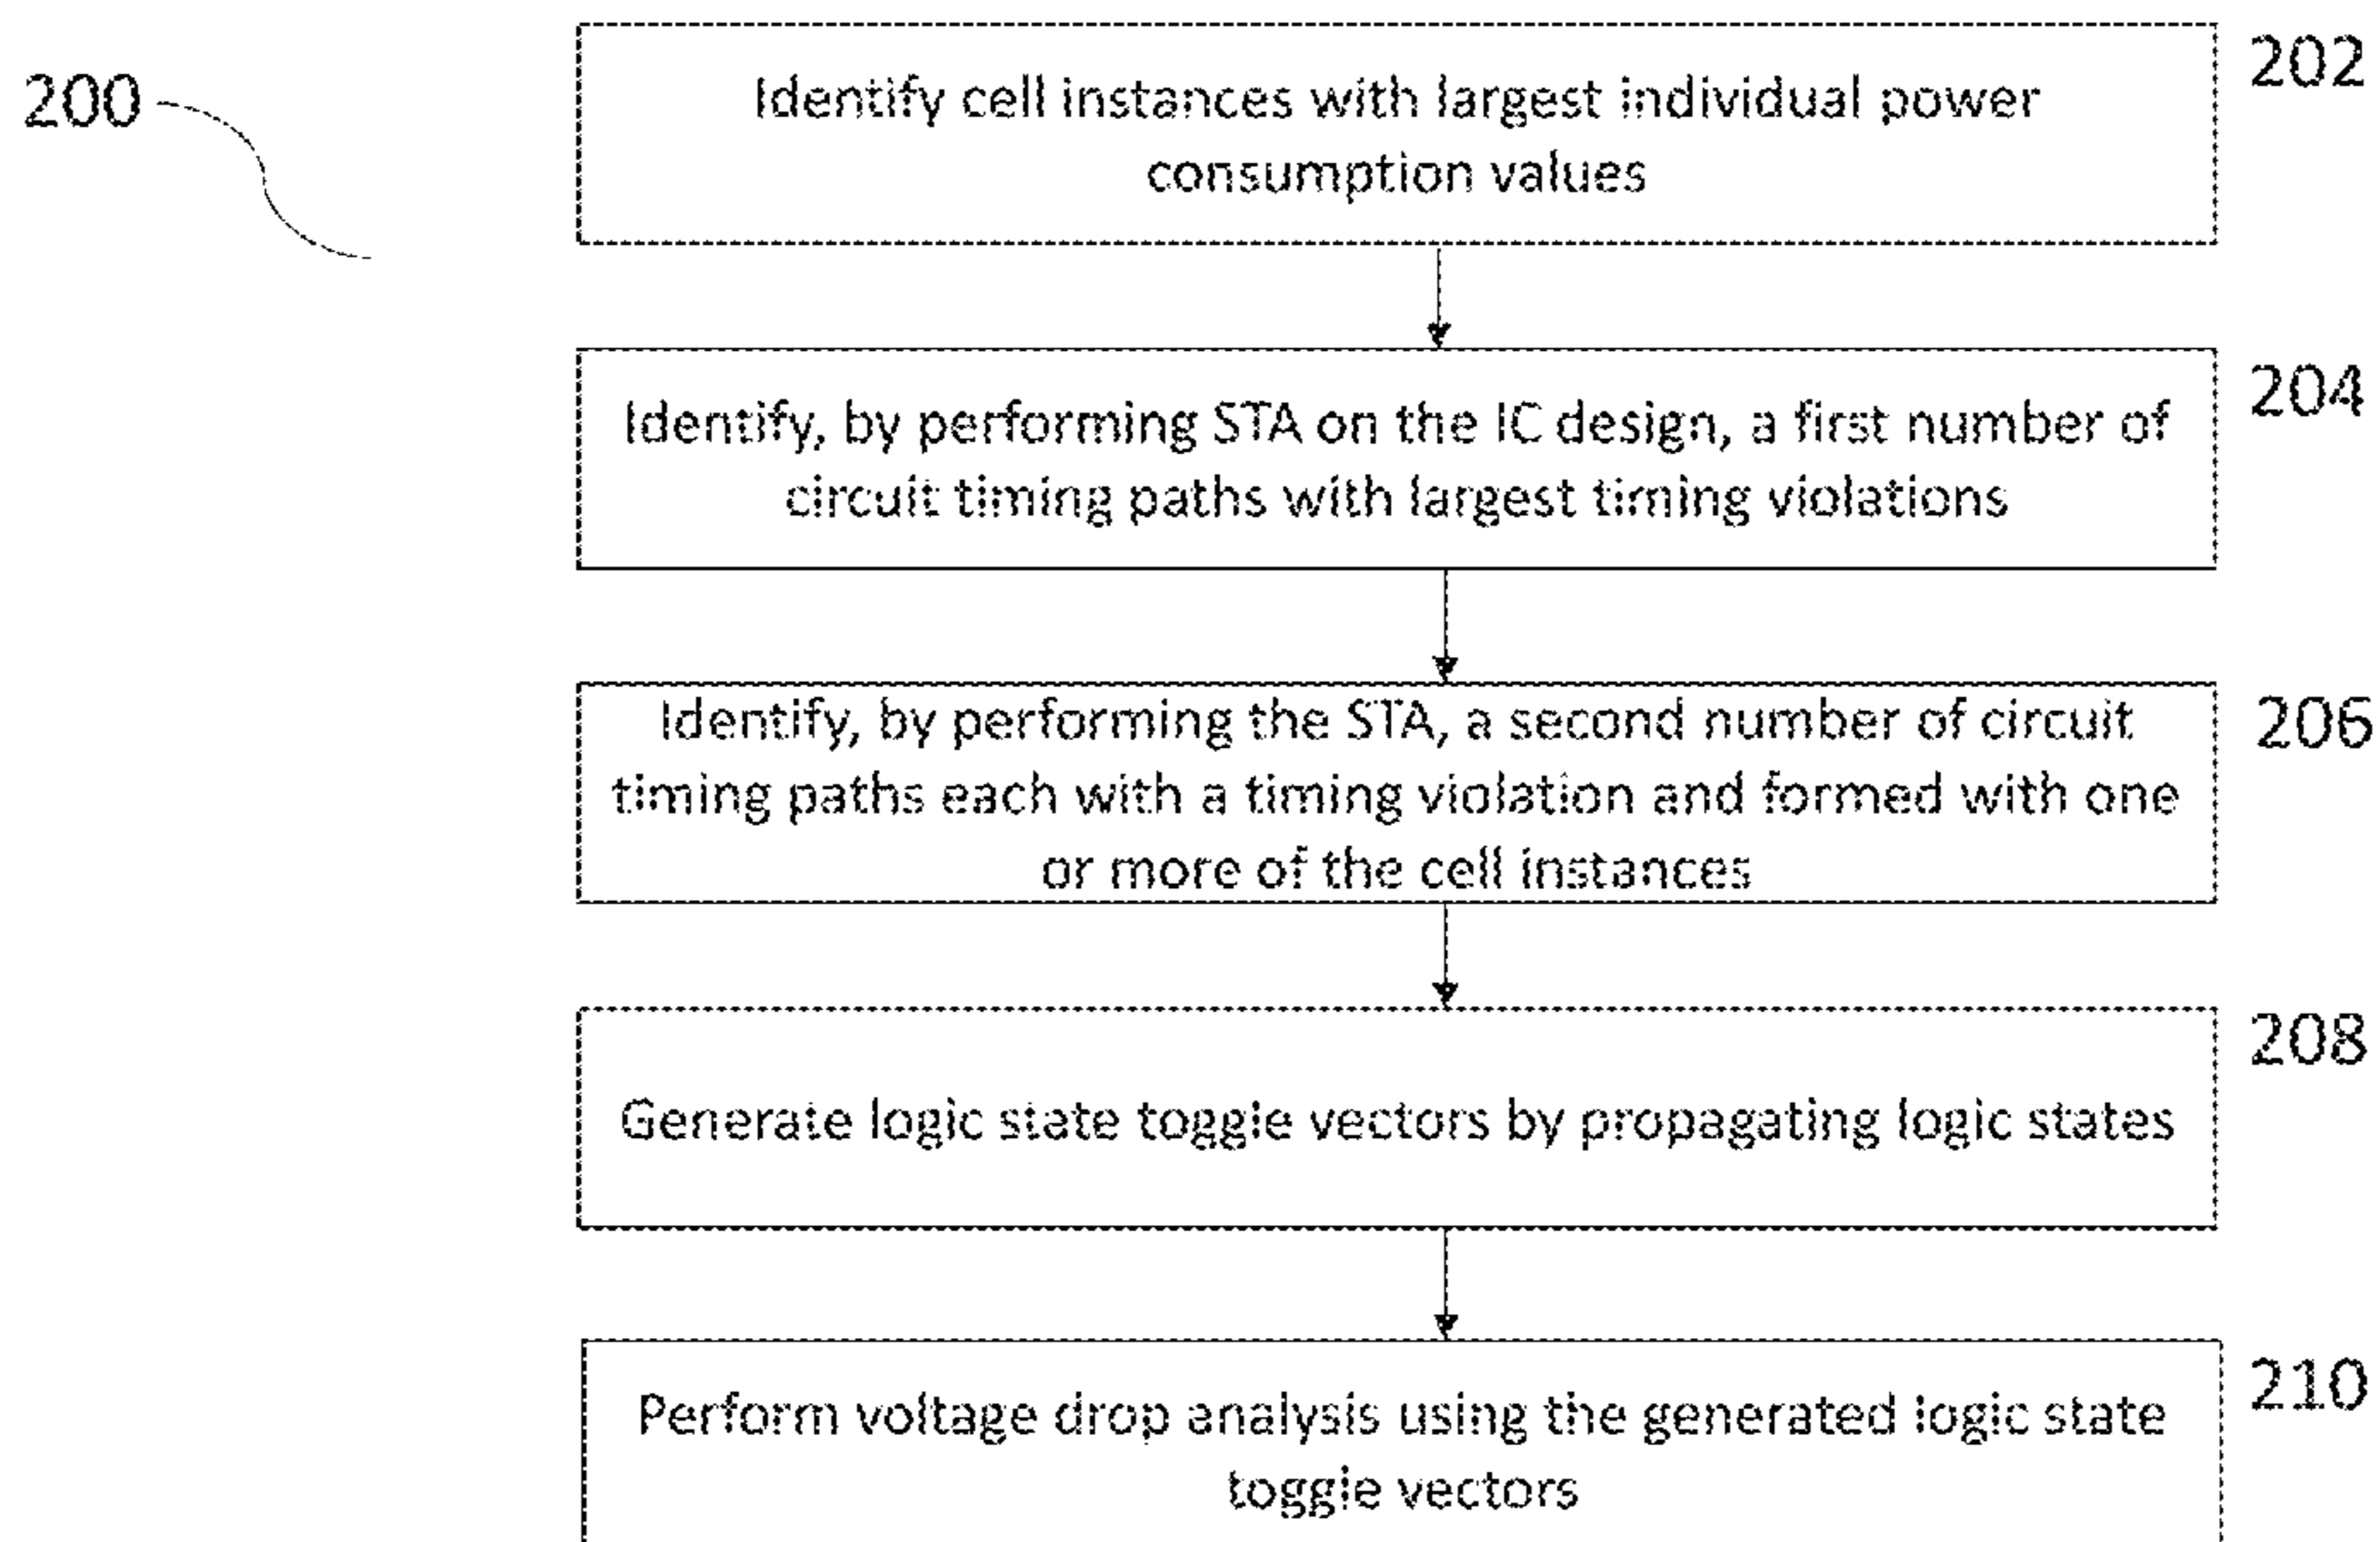 200
202
Identify cell instances with largest individual power
consumption values
204
Identify, by performing STA on the IC design, a first number of
circuit timing paths with largest timing violations
206
Identify, by performing the STA, a second number of circuit
timing paths each with a timing violation and formed with one
or more of the cell instances
208
Generate logic state toggle vectors by propagating logic states
210
Perform voltage drop analysis using the generated logic state
toggle vectors